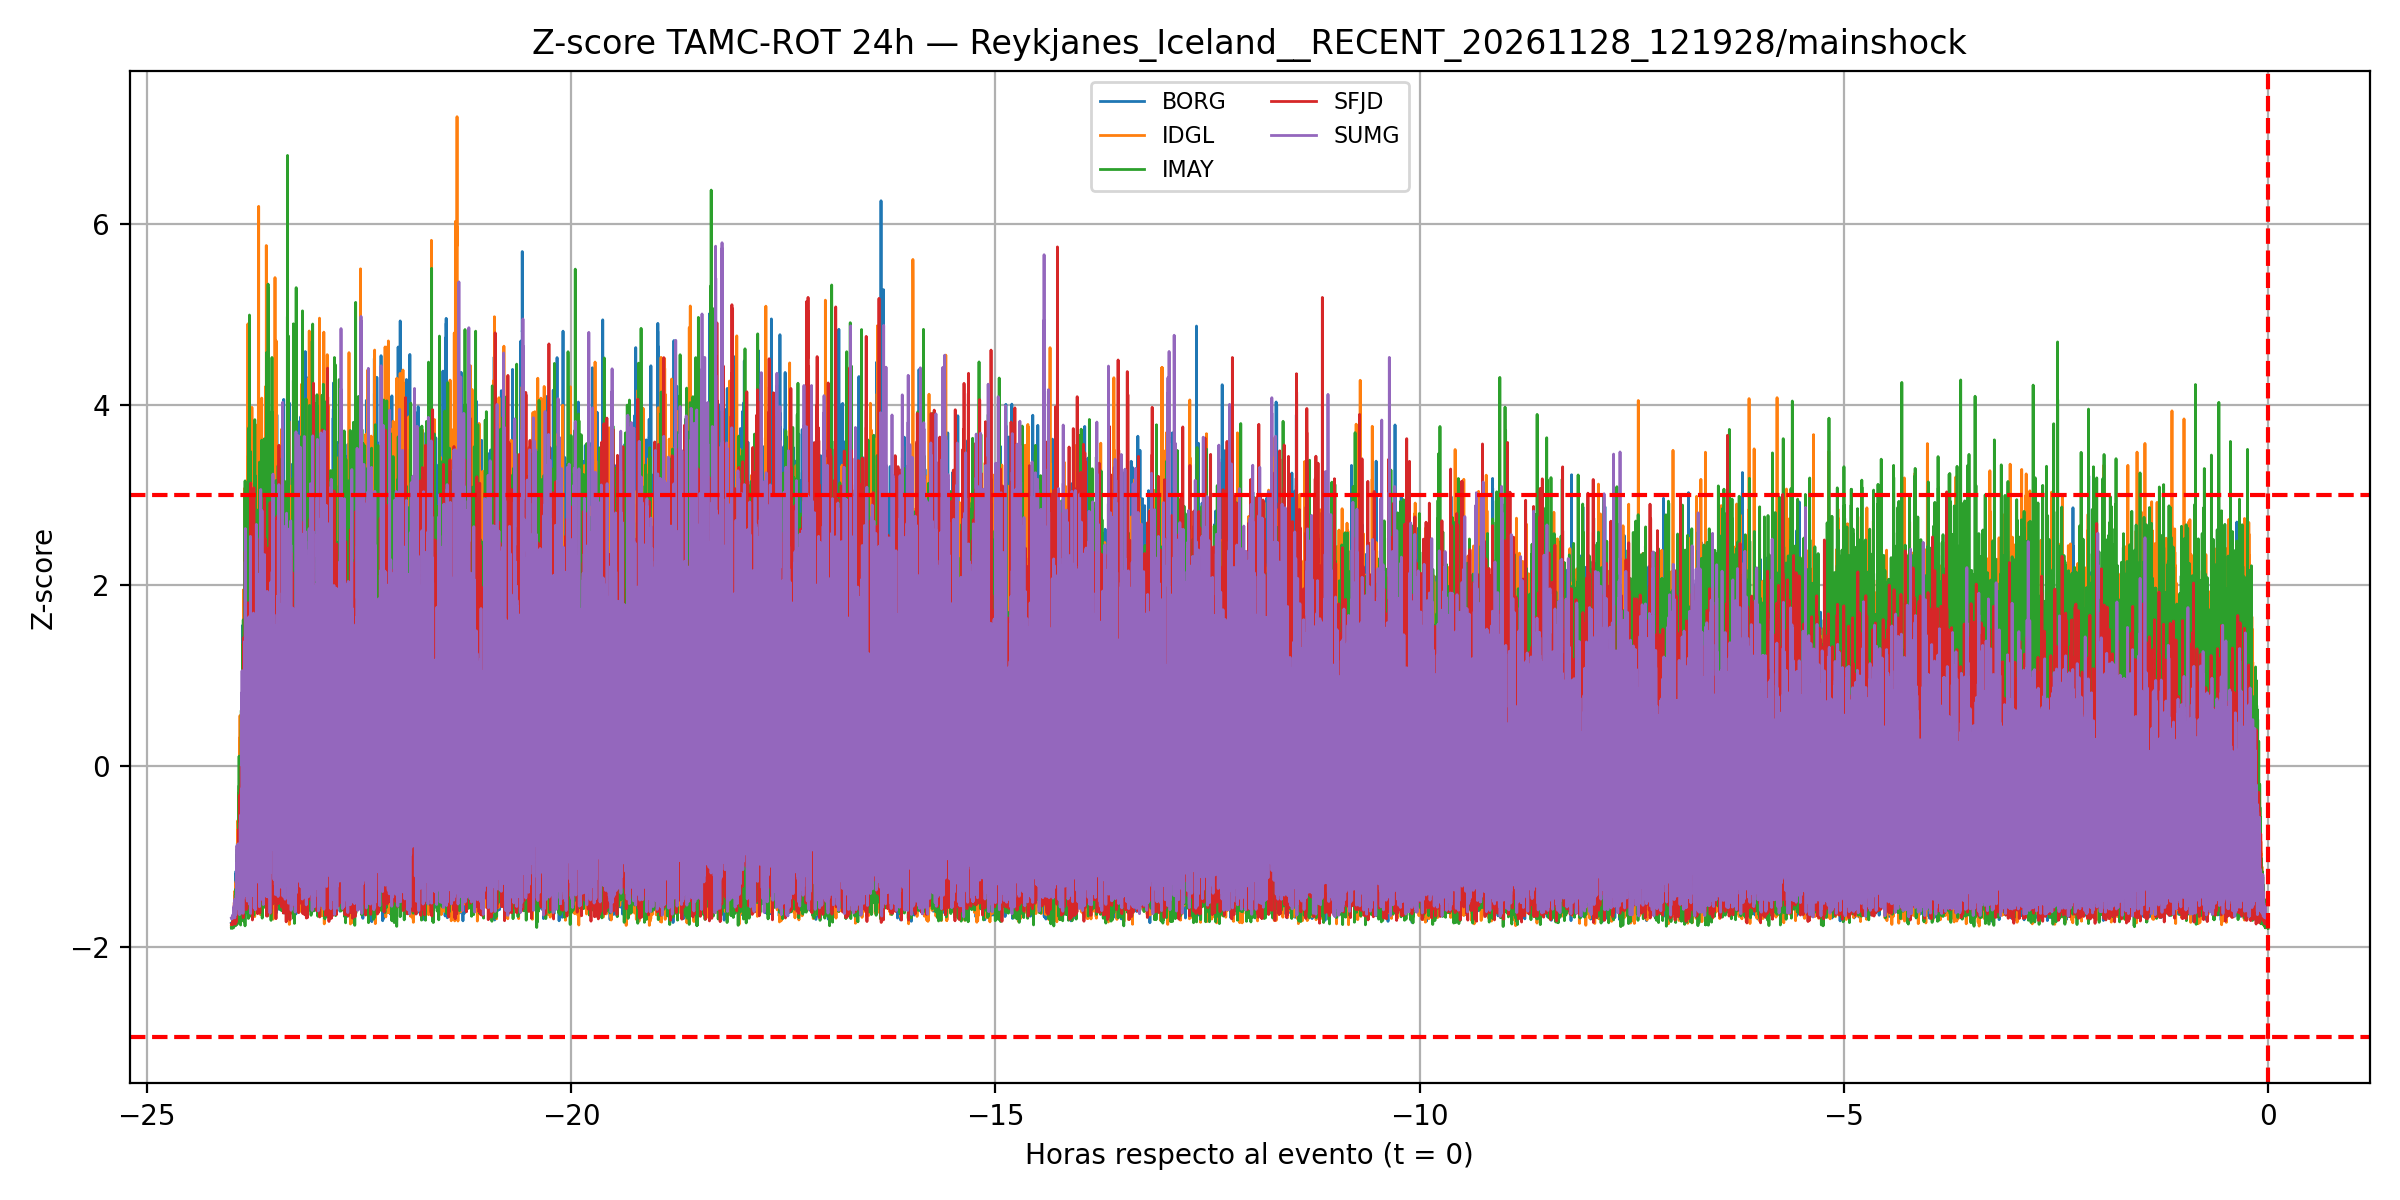 Z-score TAMC-ROT 24h — Reykjanes_Iceland__RECENT_20261128_121928/mainshock
BORG
IDGL
IMAY
SFJD
SUMG
Z-score
6
4
2
0
−2
−25
−20
−15
−10
−5
0
Horas respecto al evento (t = 0)